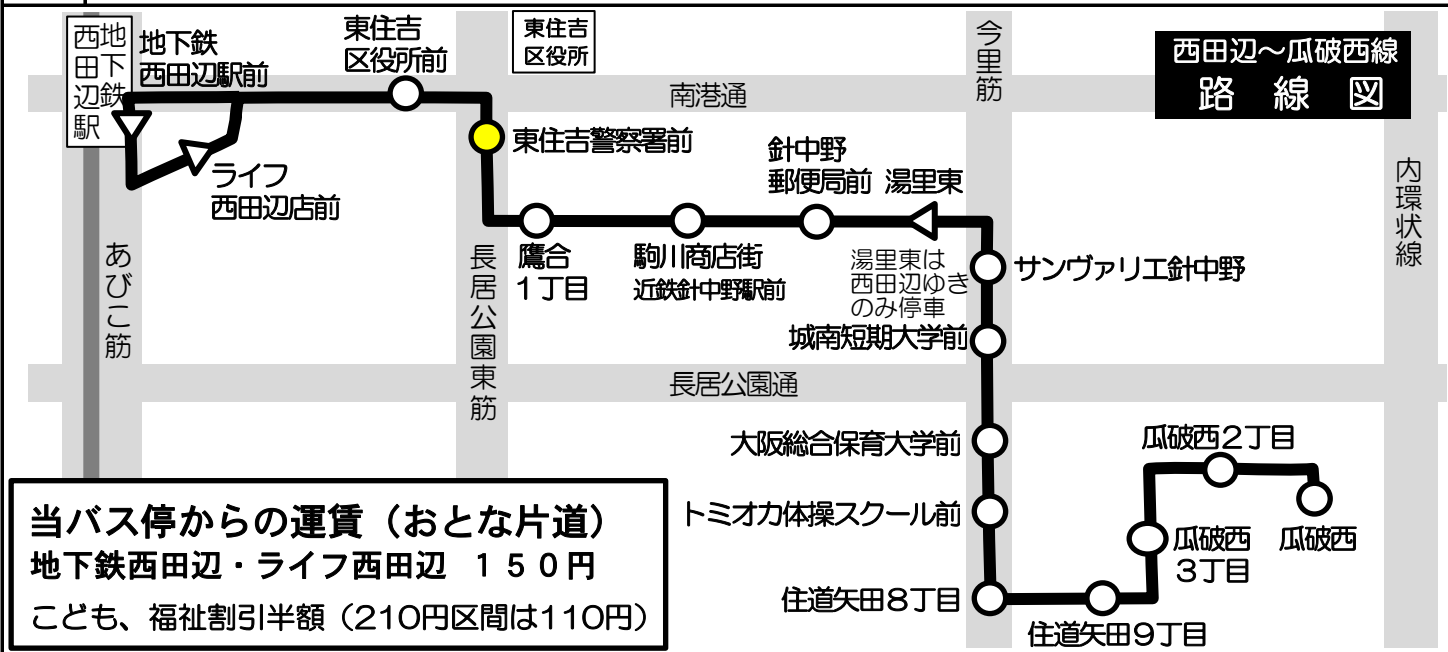 西田辺～瓜破西線
路線図
地下鉄
西田辺駅
地下鉄
西田辺駅前
東住吉
区役所前
東住吉
区役所
今里筋
南港通
内環状線
東住吉警察署前
ライフ
西田辺店前
針中野
郵便局前
湯里東
あびこ筋
長居公園東筋
鷹合
1丁目
駒川商店街
近鉄針中野駅前
湯里東は
西田辺ゆき
のみ停車
サンヴァリエ針中野
城南短期大学前
長居公園通
大阪総合保育大学前
トミオカ体操スクール前
住道矢田8丁目
住道矢田9丁目
瓜破西
3丁目
瓜破西2丁目
瓜破西
当バス停からの運賃（おとな片道）
地下鉄西田辺・ライフ西田辺　１５０円
こども、福祉割引半額（210円区間は110円）